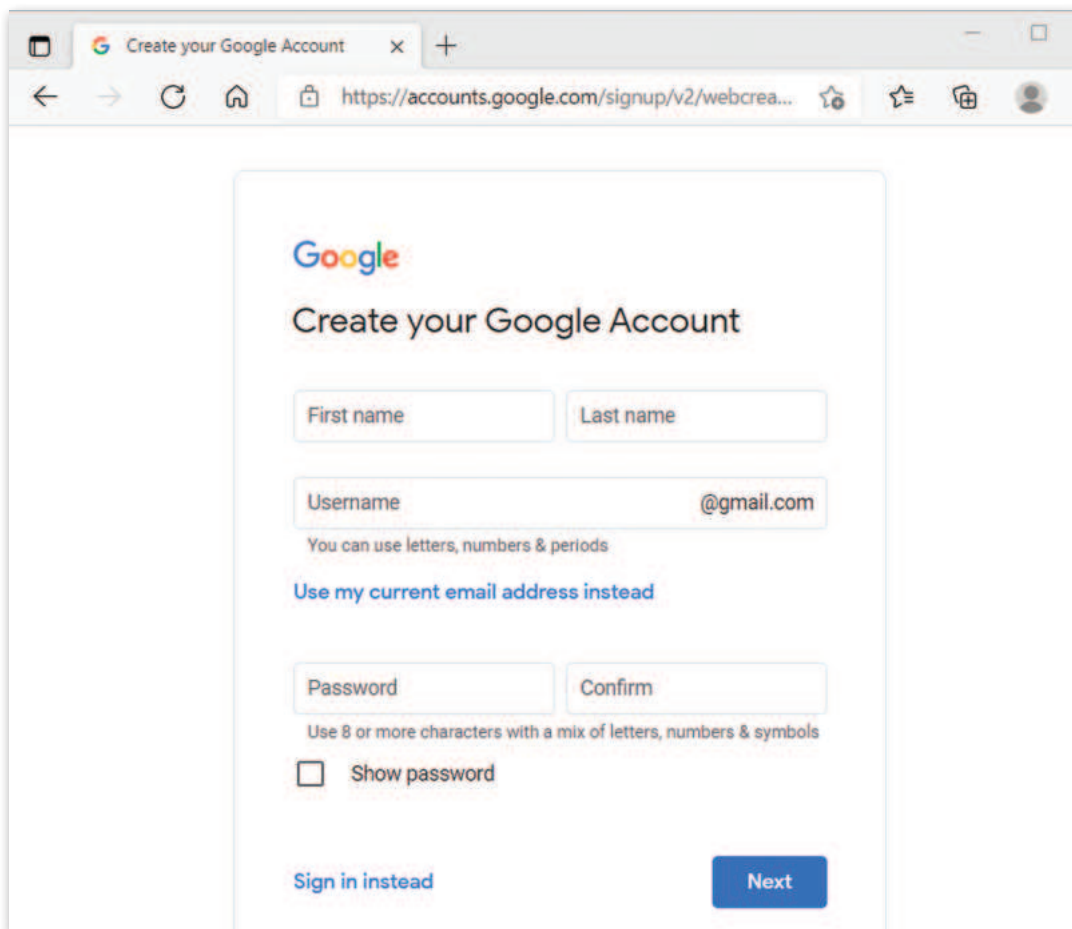 Create your Google Account
https://accounts.google.com/signup/v2/webcrea...
Google
Create your Google Account
First name Last name
Username @gmail.com
You can use letters, numbers & periods
Use my current email address instead
Password Confirm
Use 8 or more characters with a mix of letters, numbers & symbols
Show password
Sign in instead Next